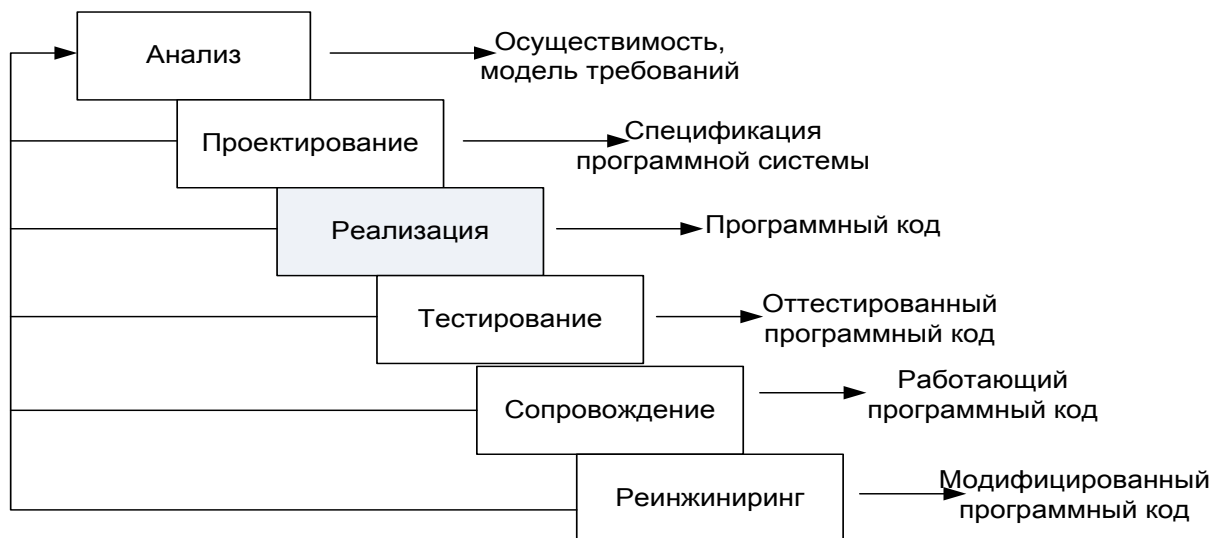 Анализ
Осуществимость,
модель требований
Проектирование
Спецификация
программной системы
Реализация
Программный код
Тестирование
Оттестированный
программный код
Сопровождение
Работающий
программный код
Реинжиниринг
Модифицированный
программный код